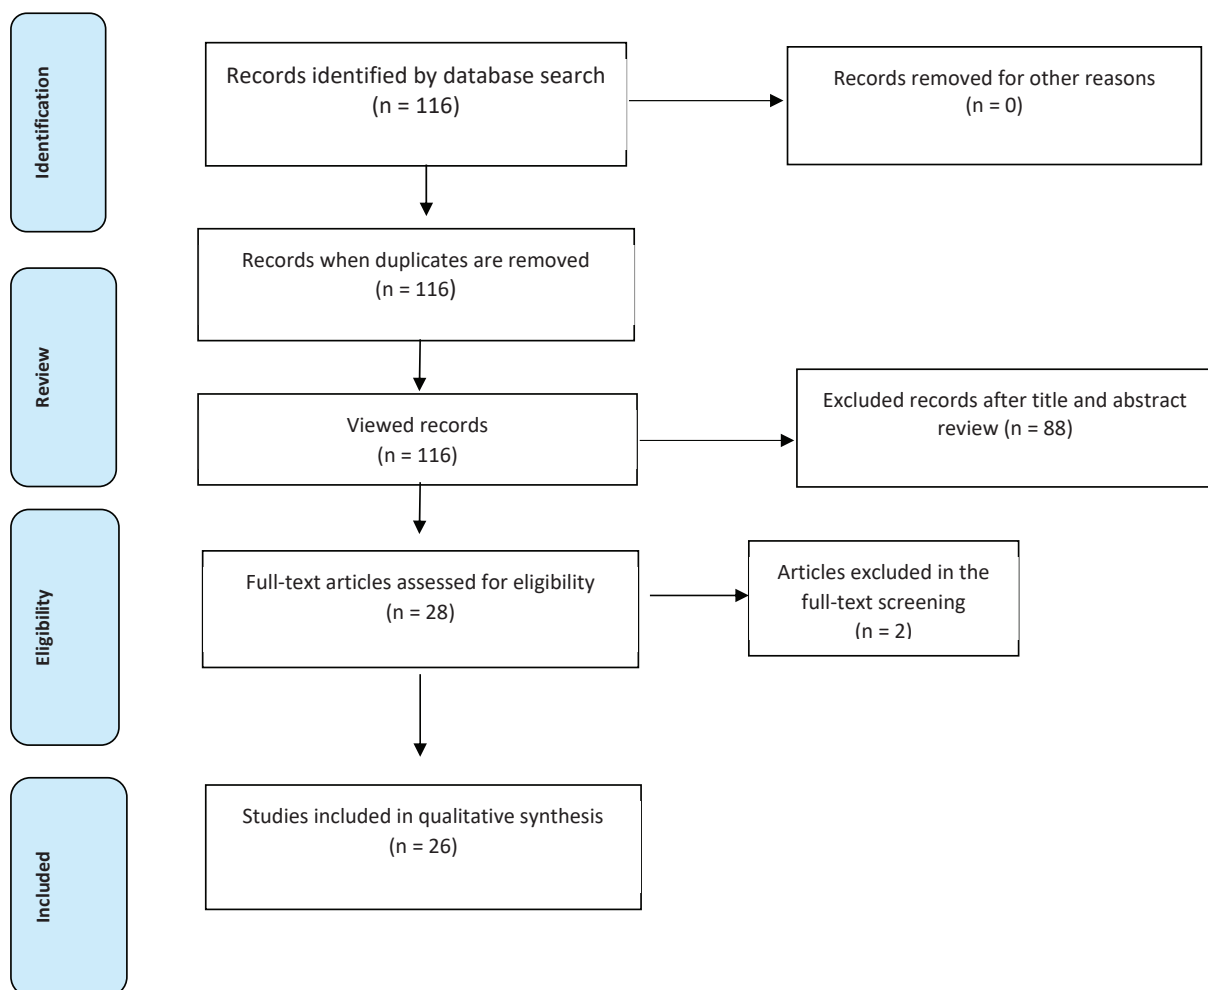 Identification
Records identified by database search
(n = 116)
Records removed for other reasons
(n = 0)
Records when duplicates are removed
(n = 116)
Review
Viewed records
(n = 116)
Excluded records after title and abstract
review (n = 88)
Eligibility
Full-text articles assessed for eligibility
(n = 28)
Articles excluded in the
full-text screening
(n = 2)
Included
Studies included in qualitative synthesis
(n = 26)